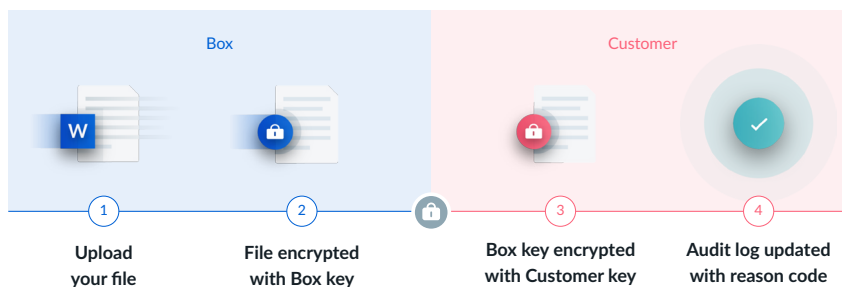 Box
Customer
W
1
2
3
4
Upload
your file
File encrypted
with Box key
Box key encrypted
with Customer key
Audit log updated
with reason code